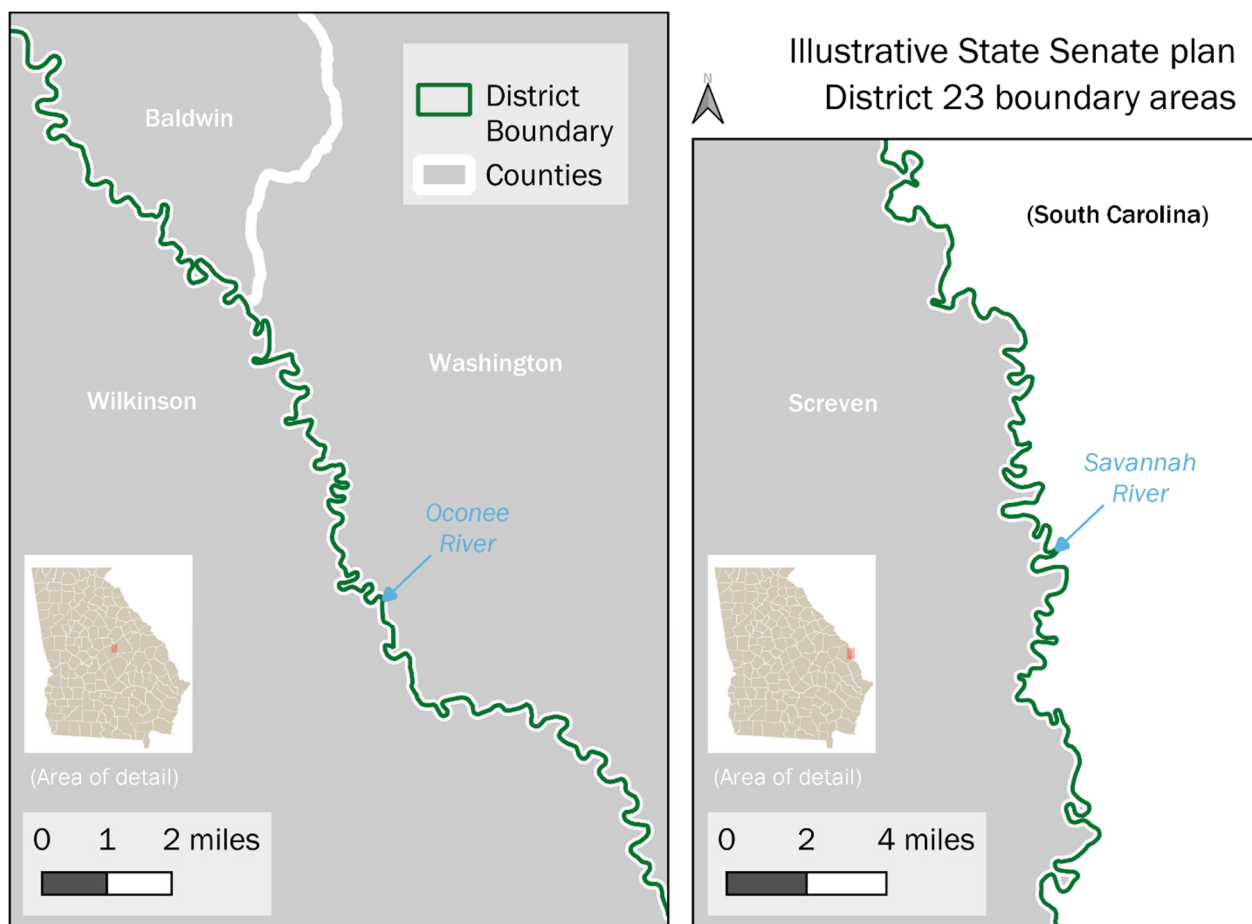 Illustrative State Senate plan
District 23 boundary areas
N
Baldwin
District
Boundary
Counties
Washington
Wilkinson
Oconee
River
(Area of detail)
0 1 2 miles
(South Carolina)
Screven
Savannah
River
(Area of detail)
0 2 4 miles